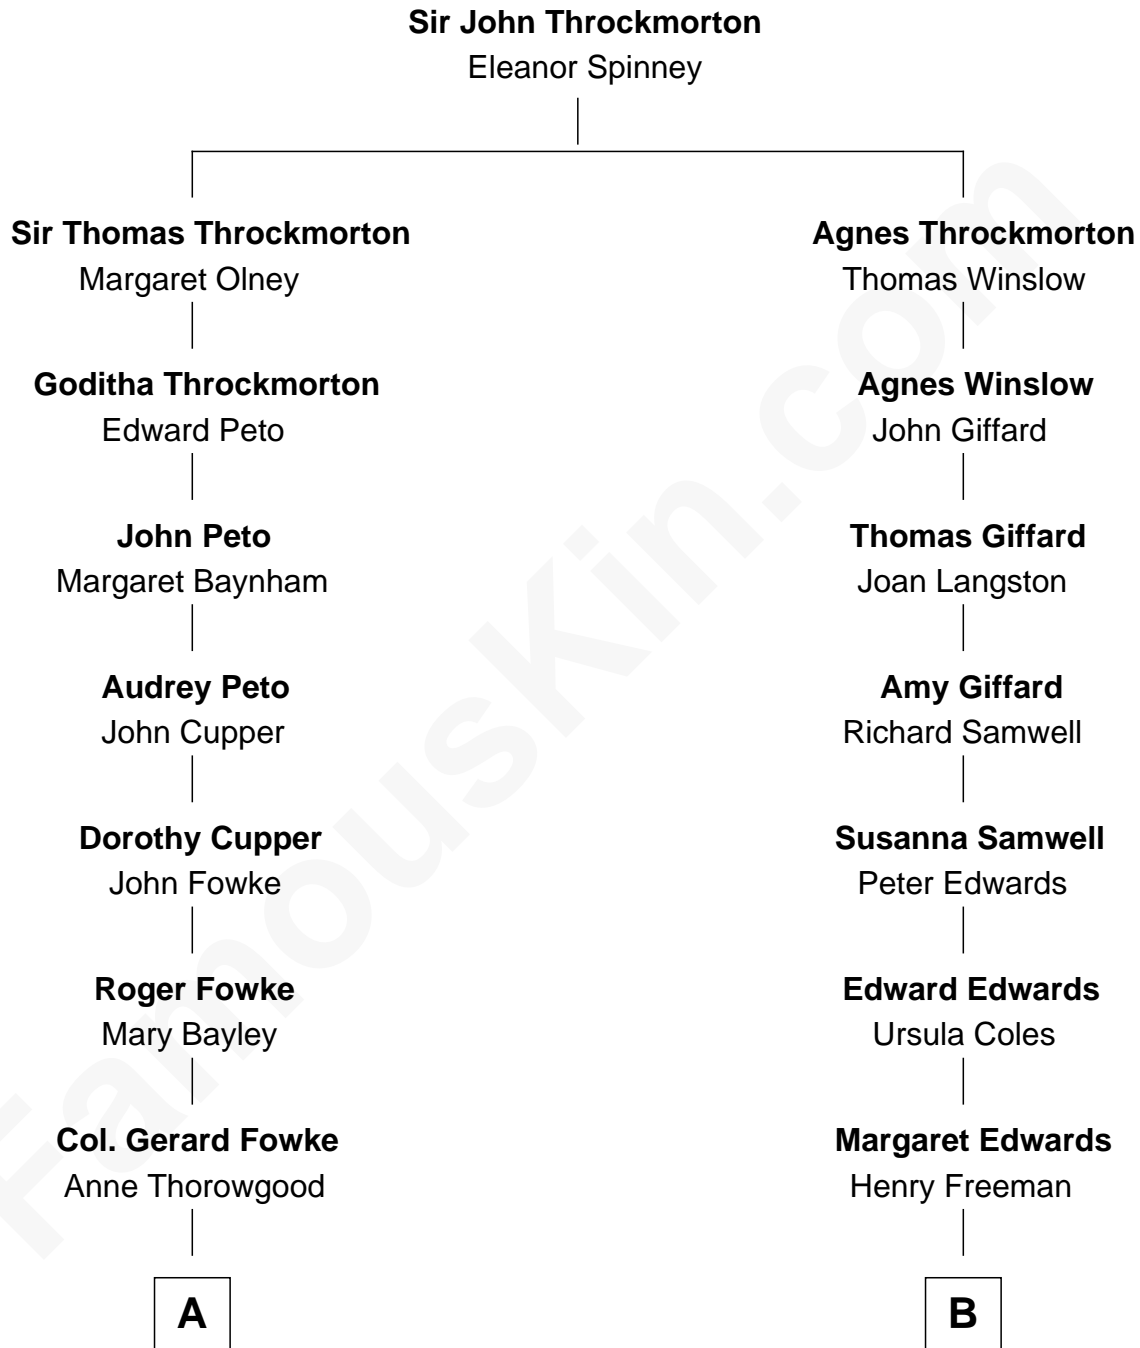 Sir John Throckmorton
Eleanor Spinney
Sir Thomas Throckmorton
Margaret Olney
Goditha Throckmorton
Edward Peto
John Peto
Margaret Baynham
Audrey Peto
John Cupper
Dorothy Cupper
John Fowke
Roger Fowke
Mary Bayley
Col. Gerard Fowke
Anne Thorowgood
A
Agnes Throckmorton
Thomas Winslow
Agnes Winslow
John Giffard
Thomas Giffard
Joan Langston
Amy Giffard
Richard Samwell
Susanna Samwell
Peter Edwards
Edward Edwards
Ursula Coles
Margaret Edwards
Henry Freeman
B
FamousKin.com